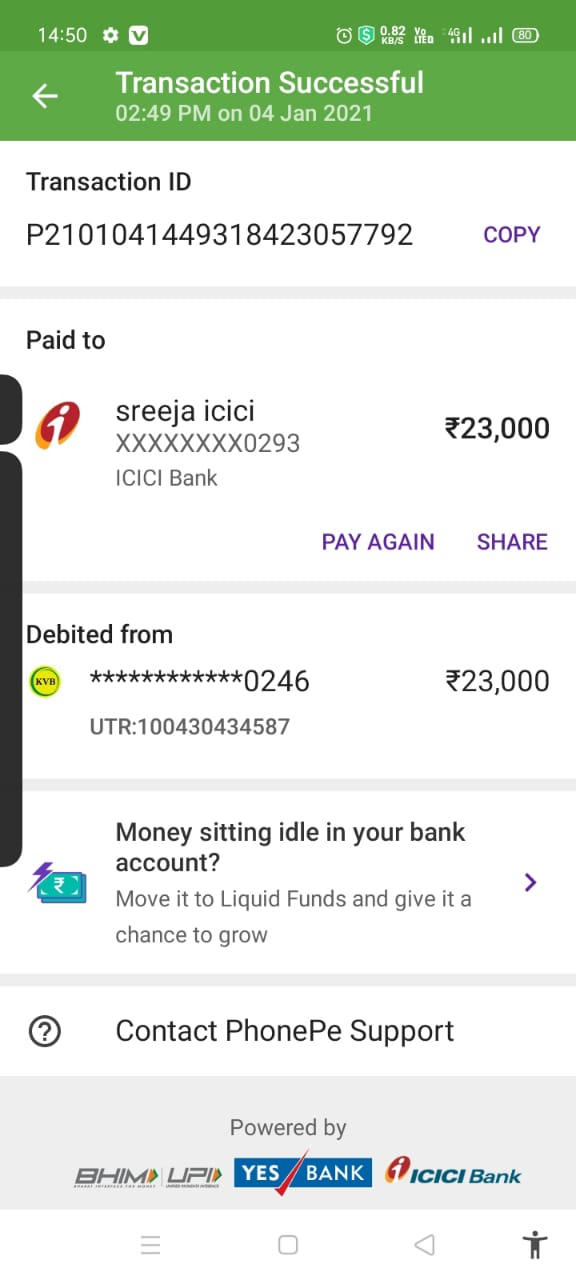 14:50 0.82 KB/S 4G 80
Transaction Successful
02:49 PM on 04 Jan 2021
Transaction ID
P2101041449318423057792 COPY
Paid to
sreeja icici
XXXXXXXX0293 ₹23,000
ICICI Bank
PAY AGAIN SHARE
Debited from
KVB ************0246 ₹23,000
UTR:100430434587
Money sitting idle in your bank
account?
Move it to Liquid Funds and give it a
chance to grow
Contact PhonePe Support
Powered by
BHIM UPI YES BANK ICICI Bank